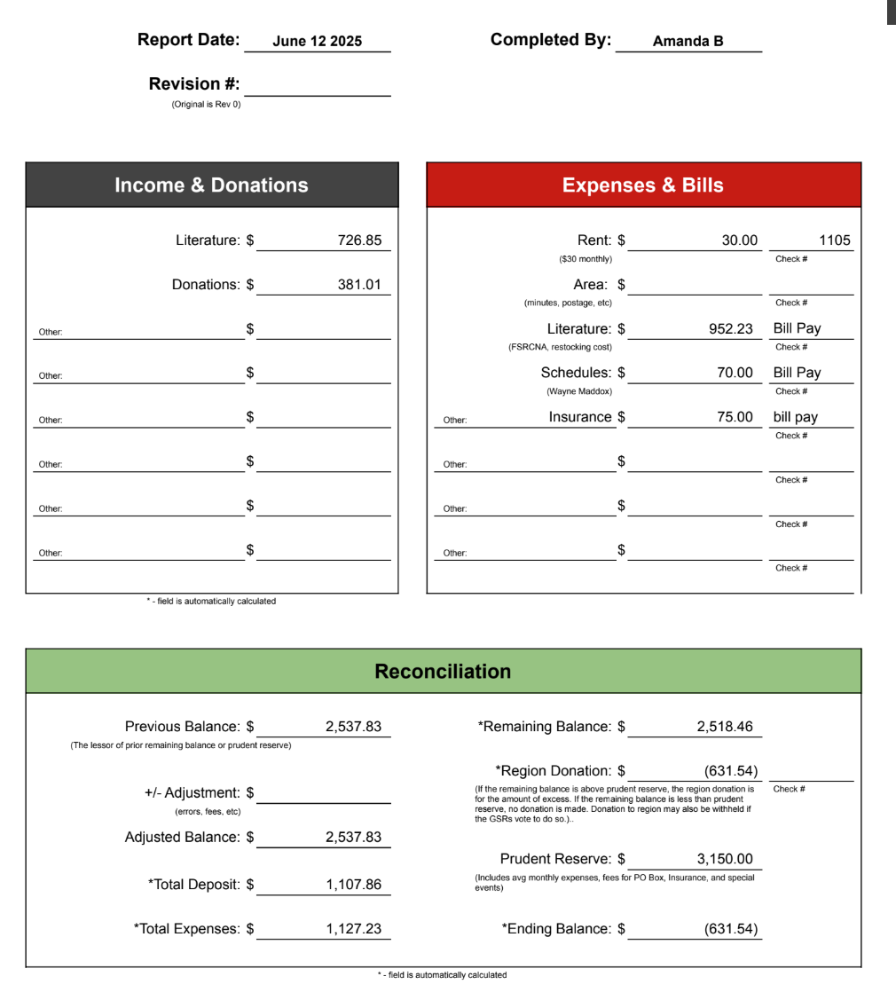 Report Date: June 12 2025 Completed By: Amanda B
Revision #:
(Original is Rev 0)
Income & Donations
Literature: $ 726.85
Donations: $ 381.01
Other: $
Other: $
Other: $
Other: $
Other: $
Other: $
* - field is automatically calculated
Expenses & Bills
Rent: $ 30.00 1105
($30 monthly) Check #
Area: $
(minutes, postage, etc) Check #
Literature: $ 952.23 Bill Pay
(FSRCNA, restocking cost) Check #
Schedules: $ 70.00 Bill Pay
(Wayne Maddox) Check #
Other: Insurance $ 75.00 bill pay
Check #
Other: $
Check #
Other: $
Check #
Other: $
Check #
Reconciliation
Previous Balance: $ 2,537.83
(The lessor of prior remaining balance or prudent reserve)
+/- Adjustment: $
(errors, fees, etc)
Adjusted Balance: $ 2,537.83
*Total Deposit: $ 1,107.86
*Total Expenses: $ 1,127.23
*Remaining Balance: $ 2,518.46
*Region Donation: $ (631.54)
(If the remaining balance is above prudent reserve, the region donation is Check #
for the amount of excess. If the remaining balance is less than prudent
reserve, no donation is made. Donation to region may also be withheld if
the GSRs vote to do so.)..
Prudent Reserve: $ 3,150.00
(Includes avg monthly expenses, fees for PO Box, Insurance, and special
events)
*Ending Balance: $ (631.54)
* - field is automatically calculated